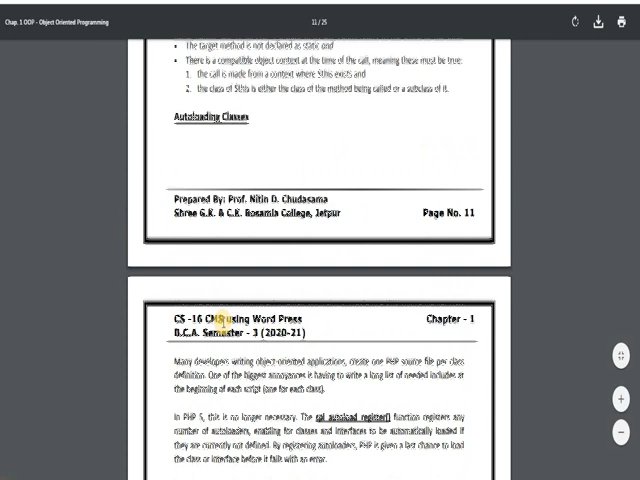 Chap. 1 OOP - Object Oriented Programming
11 / 25
• The target method is not declared as static and
• There is a compatible object context at the time of the call, meaning these must be true:
1. the call is made from a context where $this exists and
2. the class of $this is either the class of the method being called or a subclass of it.
Autoloading Classes
Prepared By: Prof. Nitin D. Chudasama
Shree G.K. & C.K. Bosamia College, Jetpur
Page No. 11
CS -16 CMS using Word Press
Chapter - 1
B.C.A. Semester - 3 (2020-21)
Many developers writing object-oriented applications, create one PHP source file per class
definition. One of the biggest annoyances is having to write a long list of needed includes at
the beginning of each script (one for each class).
In PHP 5, this is no longer necessary. The spl_autoload_register() function registers any
number of autoloaders, enabling for classes and interfaces to be automatically loaded if
they are currently not defined. By registering autoloaders, PHP is given a last chance to load
the class or interface before it fails with an error.